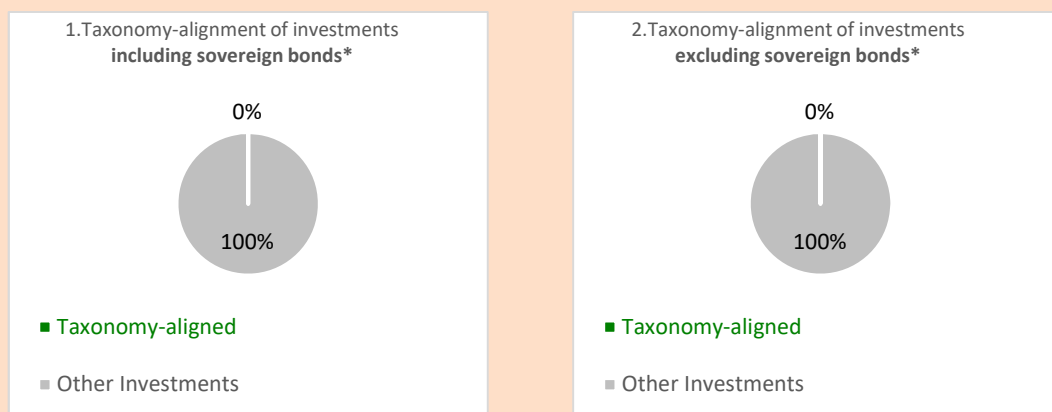 1.Taxonomy-alignment of investments
including sovereign bonds*
0%
100%
Taxonomy-aligned
Other Investments
2.Taxonomy-alignment of investments
excluding sovereign bonds*
0%
100%
Taxonomy-aligned
Other Investments